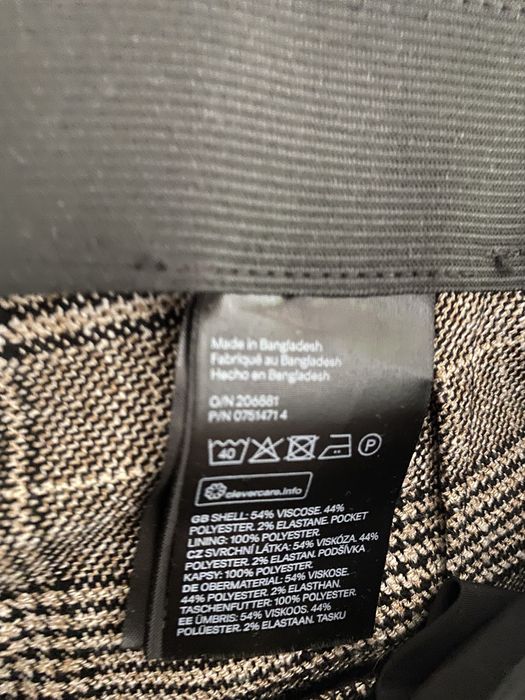 Made in Bangladesh
Fabriqué au Bangladesh
Hecho en Bengladesh
O/N 206881
P/N 0751471 4
40
P
clevercare.info
GB SHELL: 54% VISCOSE. 44%
POLYESTER. 2% ELASTANE. POCKET
LINING: 100% POLYESTER.
CZ SVRCHNÍ LÁTKA: 54% VISKÓZA. 44%
POLYESTER. 2% ELASTAN. PODŠÍVKA
KAPSY: 100% POLYESTER.
DE OBERMATERIAL: 54% VISKOSE.
44% POLYESTER. 2% ELASTHAN.
TASCHENFUTTER: 100% POLYESTER.
EE ÜMBRIS: 54% VISKOOS. 44%
POLÜESTER. 2% ELASTAAN. TASKU